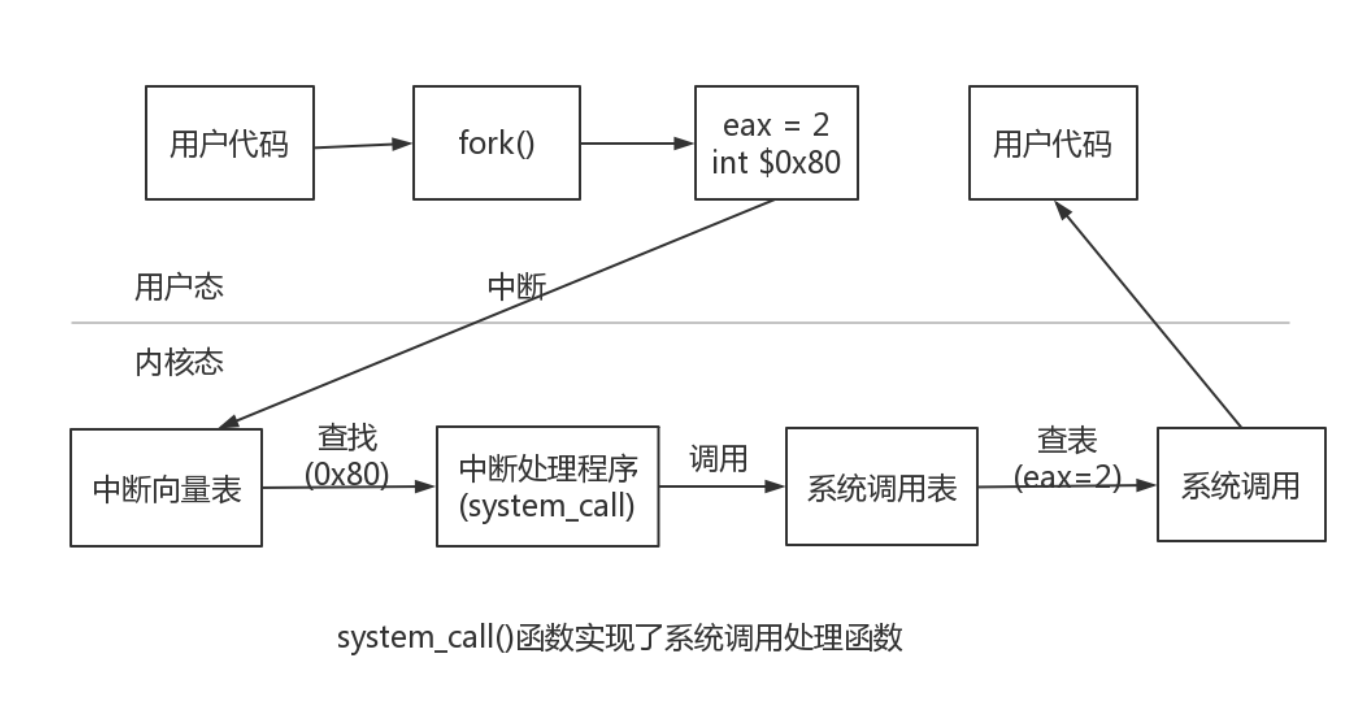 用户代码
fork()
eax = 2
int $0x80
用户代码
用户态
中断
内核态
中断向量表
查找
(0x80)
中断处理程序
(system_call)
调用
系统调用表
查表
(eax=2)
系统调用
system_call()函数实现了系统调用处理函数